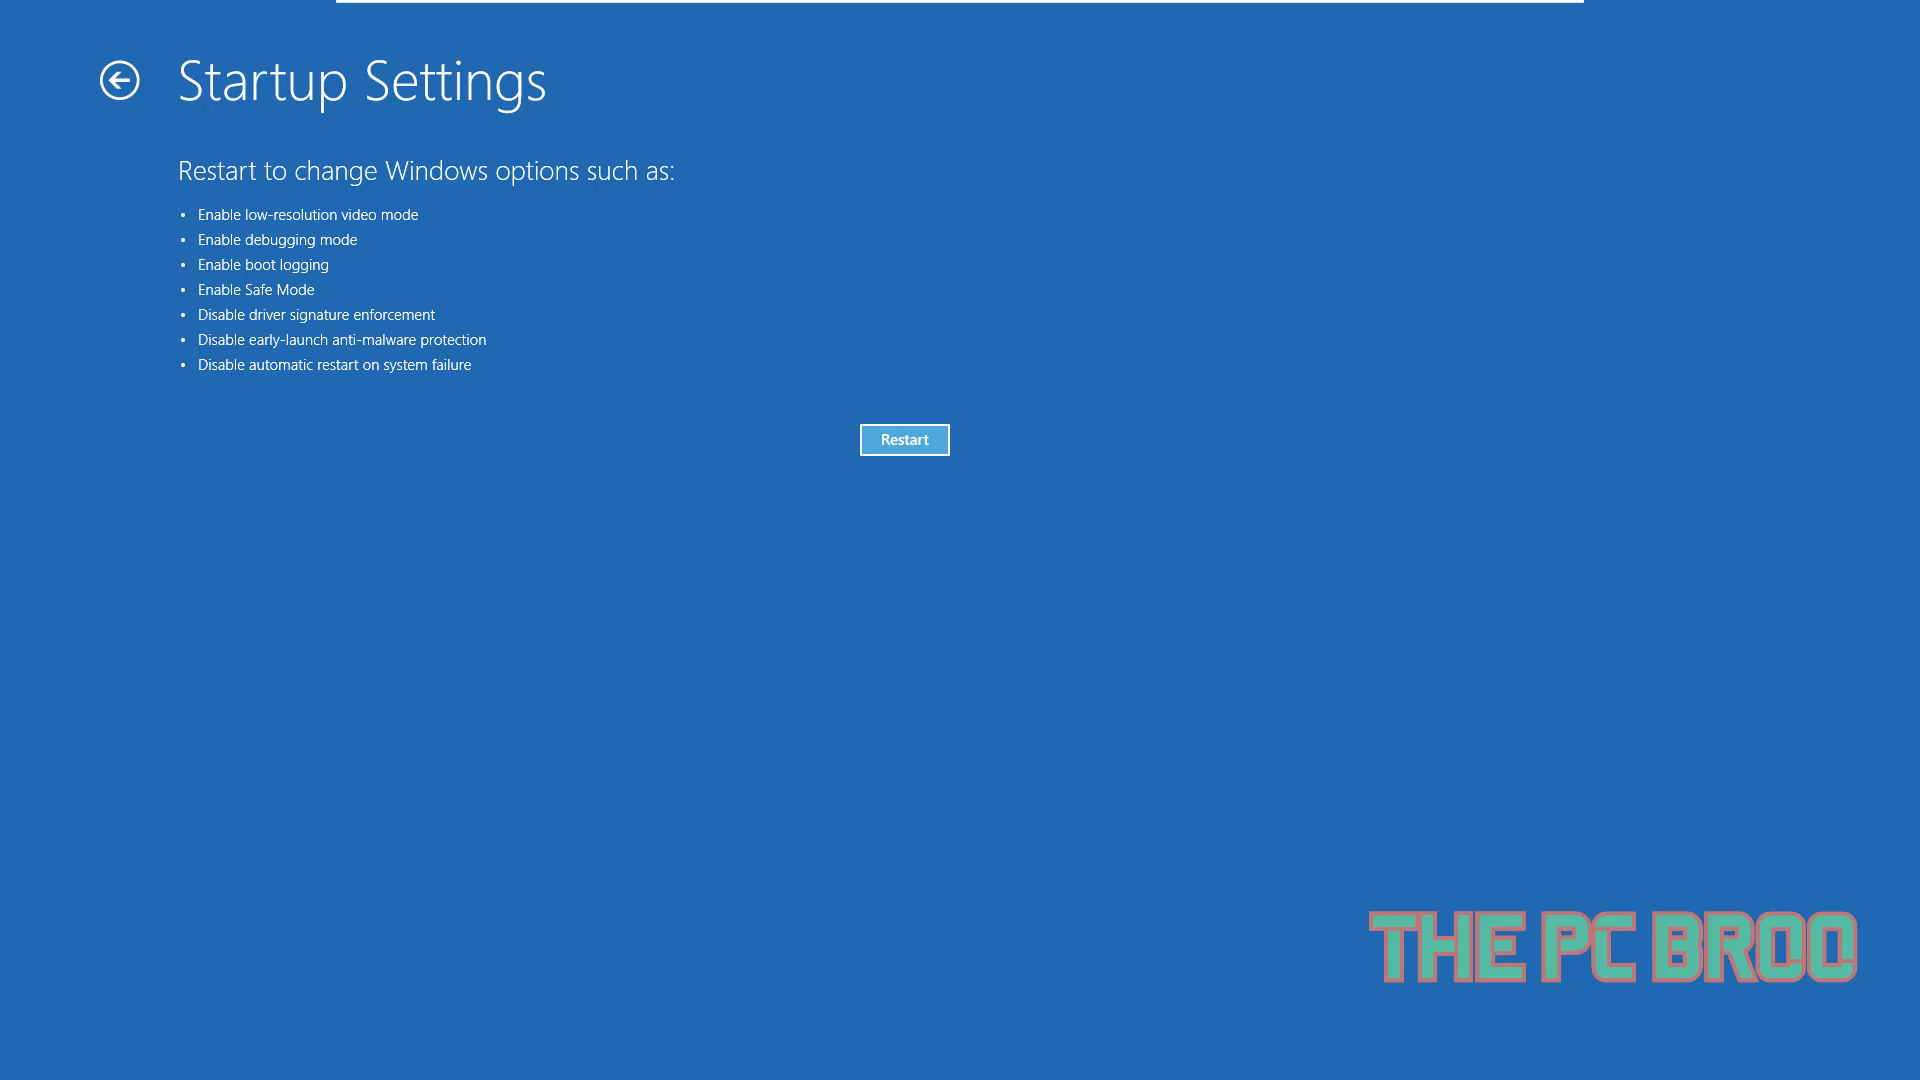 Startup Settings
Restart to change Windows options such as:
• Enable low-resolution video mode
• Enable debugging mode
• Enable boot logging
• Enable Safe Mode
• Disable driver signature enforcement
• Disable early-launch anti-malware protection
• Disable automatic restart on system failure
Restart
THE PC BROO